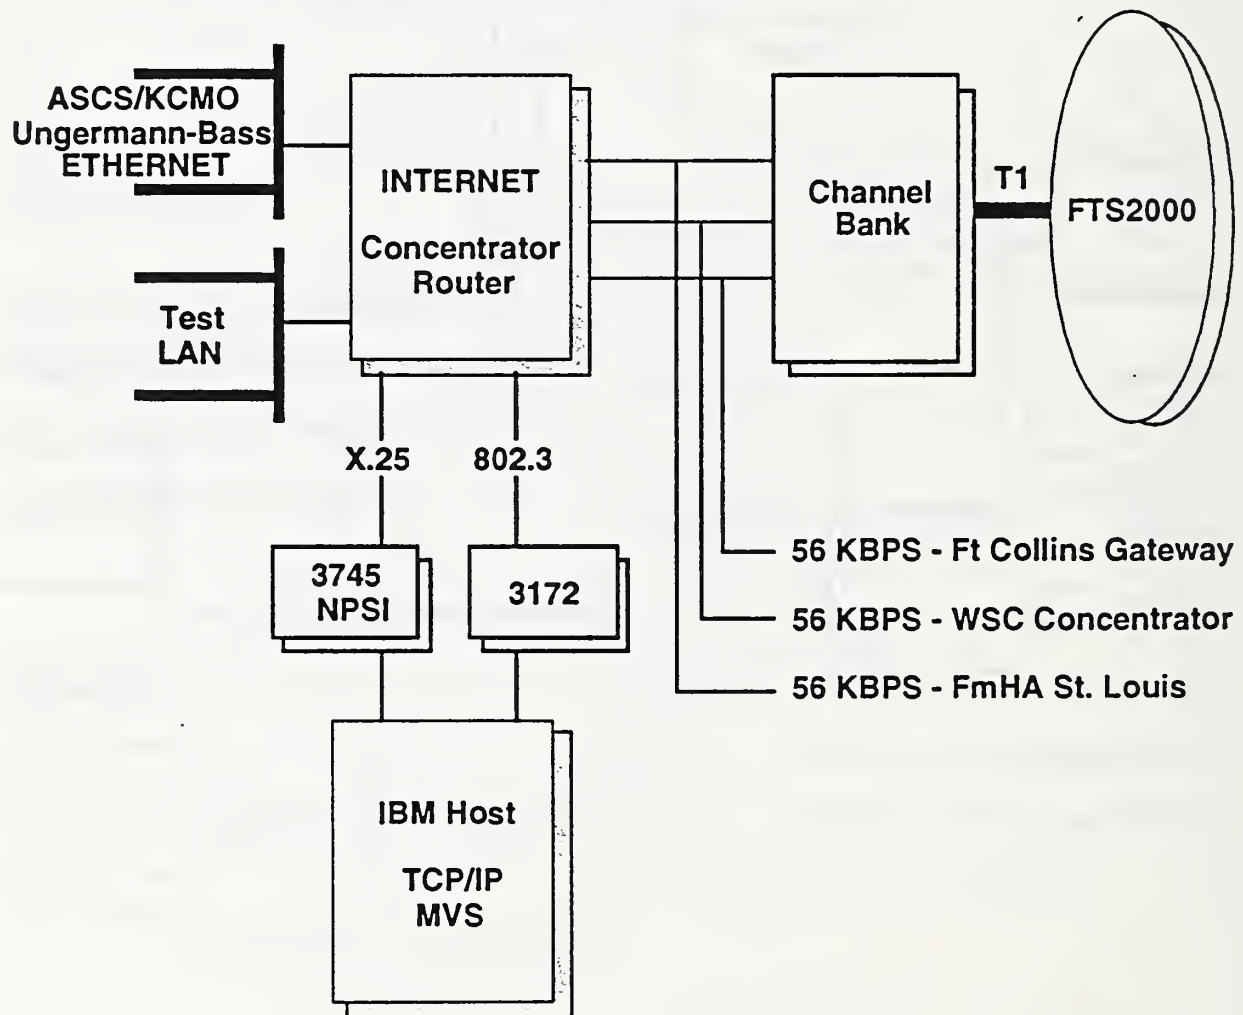 ASCS/KCMO
Ungermann-Bass
ETHERNET
INTERNET
Concentrator
Router
Channel
Bank
T1
FTS2000
Test
LAN
X.25
802.3
3745
NPSI
3172
56 KBPS - Ft Collins Gateway
56 KBPS - WSC Concentrator
56 KBPS - FmHA St. Louis
IBM Host
TCP/IP
MVS